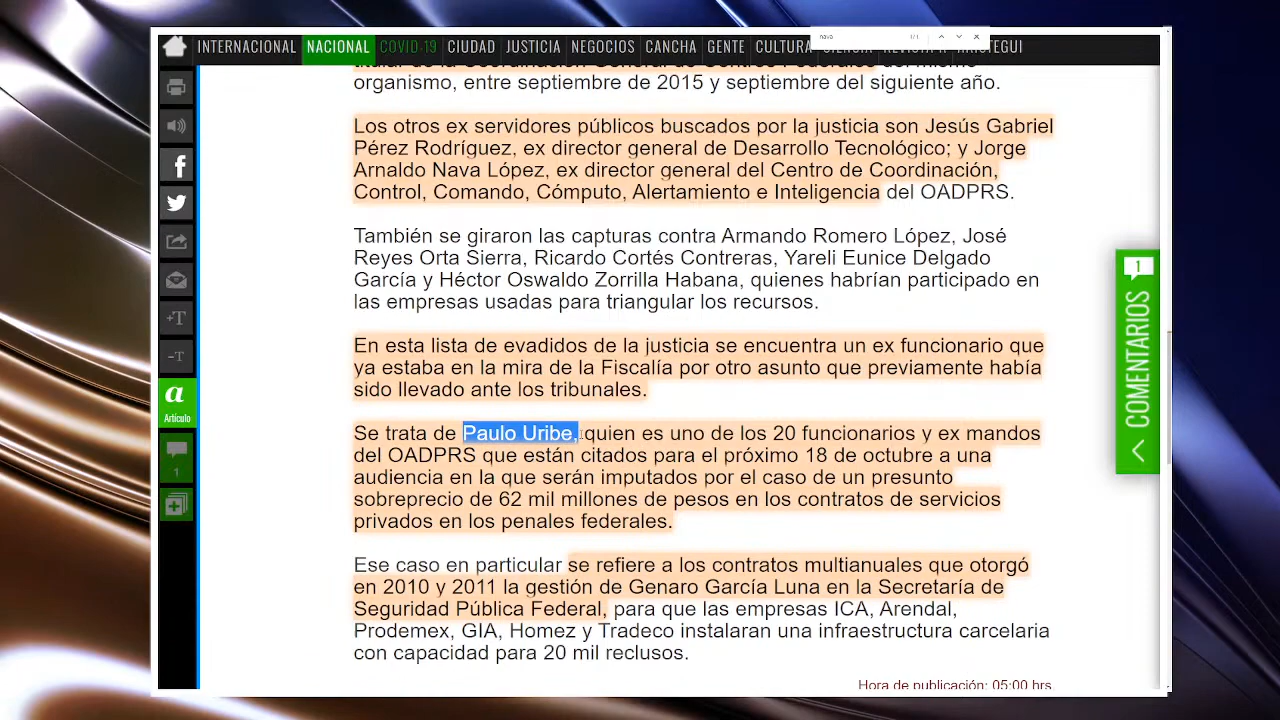 INTERNACIONAL NACIONAL COVID-19 CIUDAD JUSTICIA NEGOCIOS CANCHA GENTE CULTURA
nava 1/1
organismo, entre septiembre de 2015 y septiembre del siguiente año.
Los otros ex servidores públicos buscados por la justicia son Jesús Gabriel
Pérez Rodríguez, ex director general de Desarrollo Tecnológico; y Jorge
Arnaldo Nava López, ex director general del Centro de Coordinación,
Control, Comando, Cómputo, Alertamiento e Inteligencia del OADPRS.
También se giraron las capturas contra Armando Romero López, José
Reyes Orta Sierra, Ricardo Cortés Contreras, Yareli Eunice Delgado
García y Héctor Oswaldo Zorrilla Habana, quienes habrían participado en
las empresas usadas para triangular los recursos.
En esta lista de evadidos de la justicia se encuentra un ex funcionario que
ya estaba en la mira de la Fiscalía por otro asunto que previamente había
sido llevado ante los tribunales.
Se trata de Paulo Uribe, quien es uno de los 20 funcionarios y ex mandos
del OADPRS que están citados para el próximo 18 de octubre a una
audiencia en la que serán imputados por el caso de un presunto
sobreprecio de 62 mil millones de pesos en los contratos de servicios
privados en los penales federales.
Ese caso en particular se refiere a los contratos multianuales que otorgó
en 2010 y 2011 la gestión de Genaro García Luna en la Secretaría de
Seguridad Pública Federal, para que las empresas ICA, Arendal,
Prodemex, GIA, Homez y Tradeco instalaran una infraestructura carcelaria
con capacidad para 20 mil reclusos.
Hora de publicación: 05:00 hrs
+T
-T
a
Artículo
1
1
COMENTARIOS